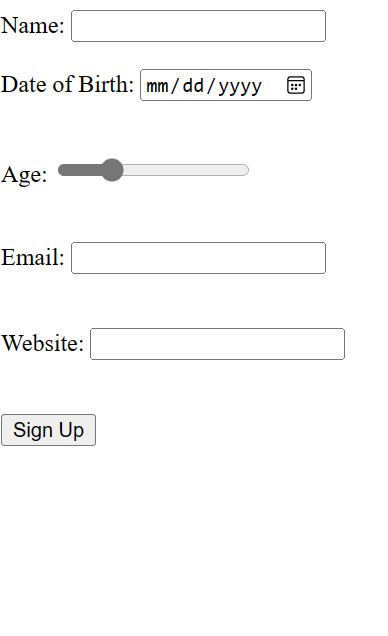 Name:
Date of Birth: mm/dd/yyyy
Age:
Email:
Website:
Sign Up